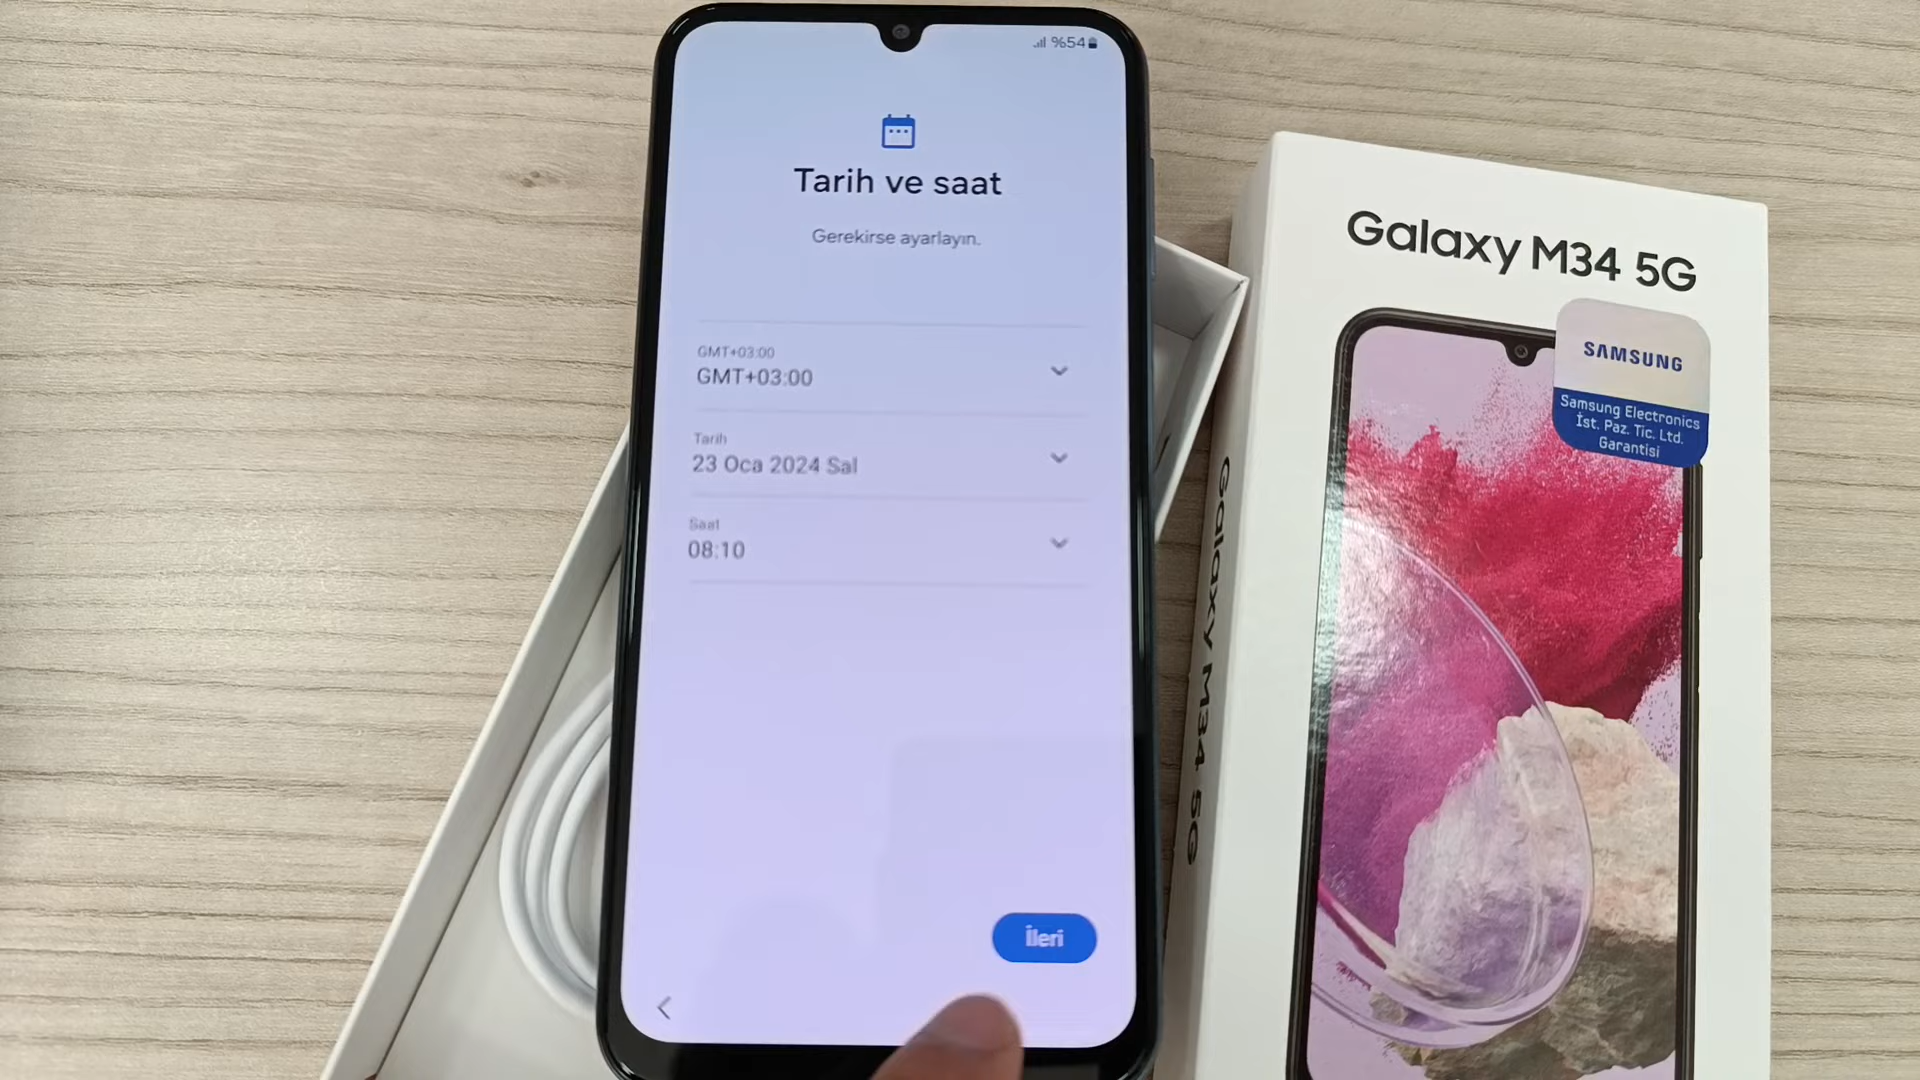 %54
Tarih ve saat
Gerekirse ayarlayın.
GMT+03:00
GMT+03:00
Tarih
23 Oca 2024 Sal
Saat
08:10
İleri
Galaxy M34 5G
SAMSUNG
Samsung Electronics
İst. Paz. Tic. Ltd.
Garantisi
Galaxy M34 5G